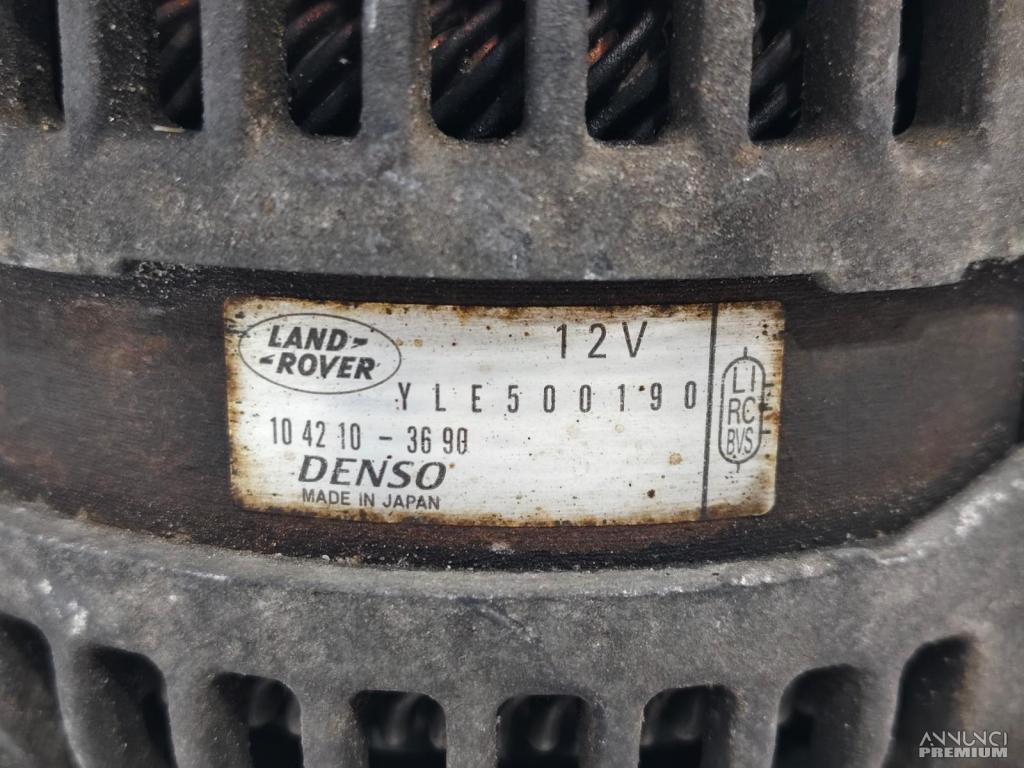 LAND-
-ROVER
12V
YLE500190
104210-3690
DENSO
MADE IN JAPAN
LI
RC
BVS
ANNUNCI
PREMIUM